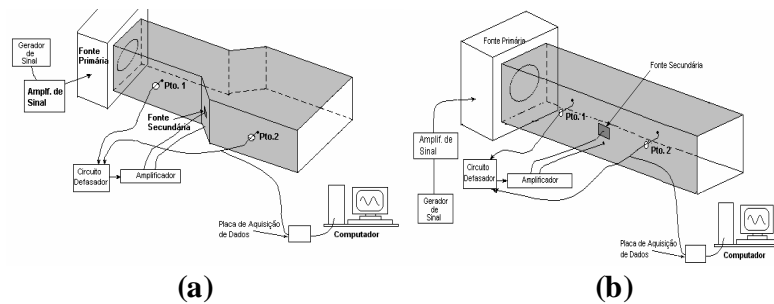 Gerador
de
Sinal
Fonte
Primária
Amplf. de
Sinal
Pto. 1
Fonte
Secundária
Pto.2
Circuito
Defasador
Amplificador
Placa de Aquisição
de Dados
Computador
(a)
Fonte Primária
Fonte
Secundária
Pto. 1
Pto. 2
Amplif. de
Sinal
Circuito
Defasador
Amplificador
Gerador
de Sinal
Placa de Aquisição
de Dados
Computador
(b)